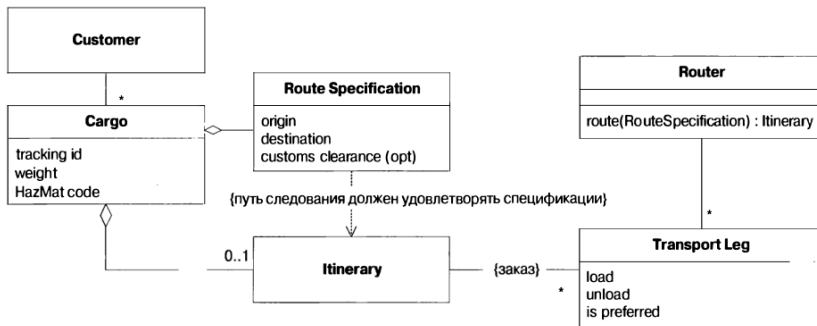 Customer
*
Cargo
tracking id
weight
HazMat code
Route Specification
origin
destination
customs clearance (opt)
Router
route(RouteSpecification) : Itinerary
{путь следования должен удовлетворять спецификации}
0..1
Itinerary
{заказ}
*
*
Transport Leg
load
unload
is preferred